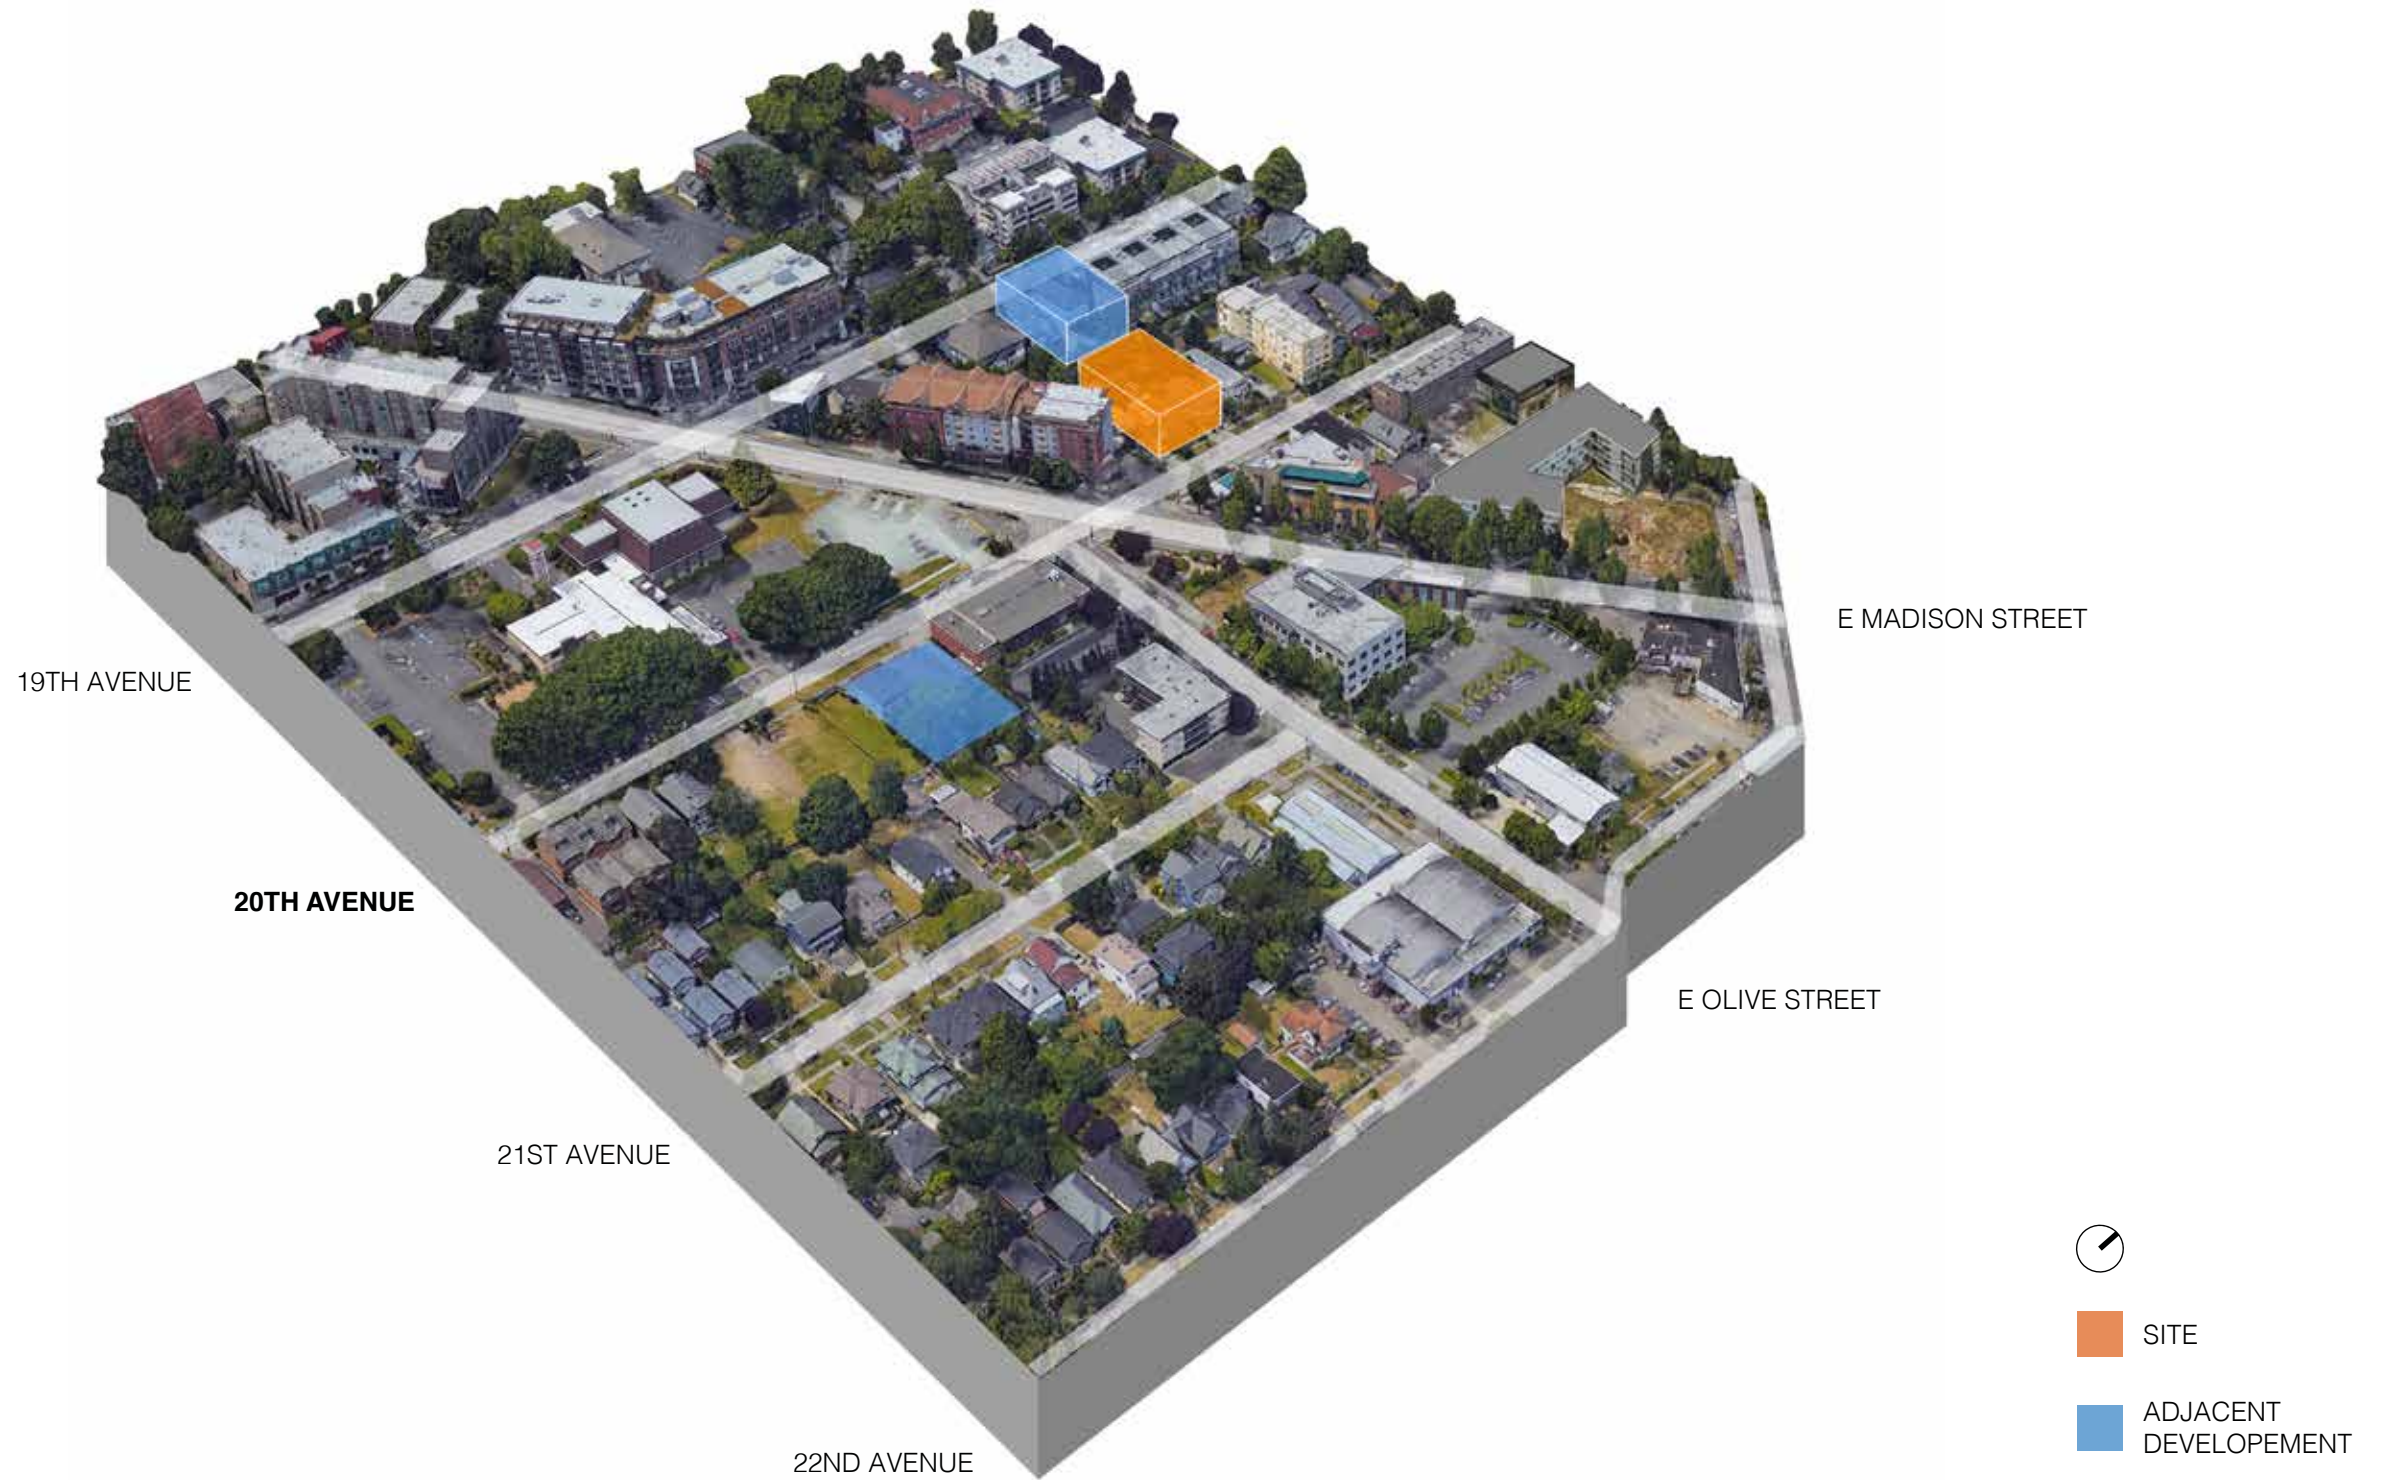 E MADISON STREET
19TH AVENUE
20TH AVENUE
E OLIVE STREET
21ST AVENUE
22ND AVENUE
SITE
ADJACENT
DEVELOPEMENT